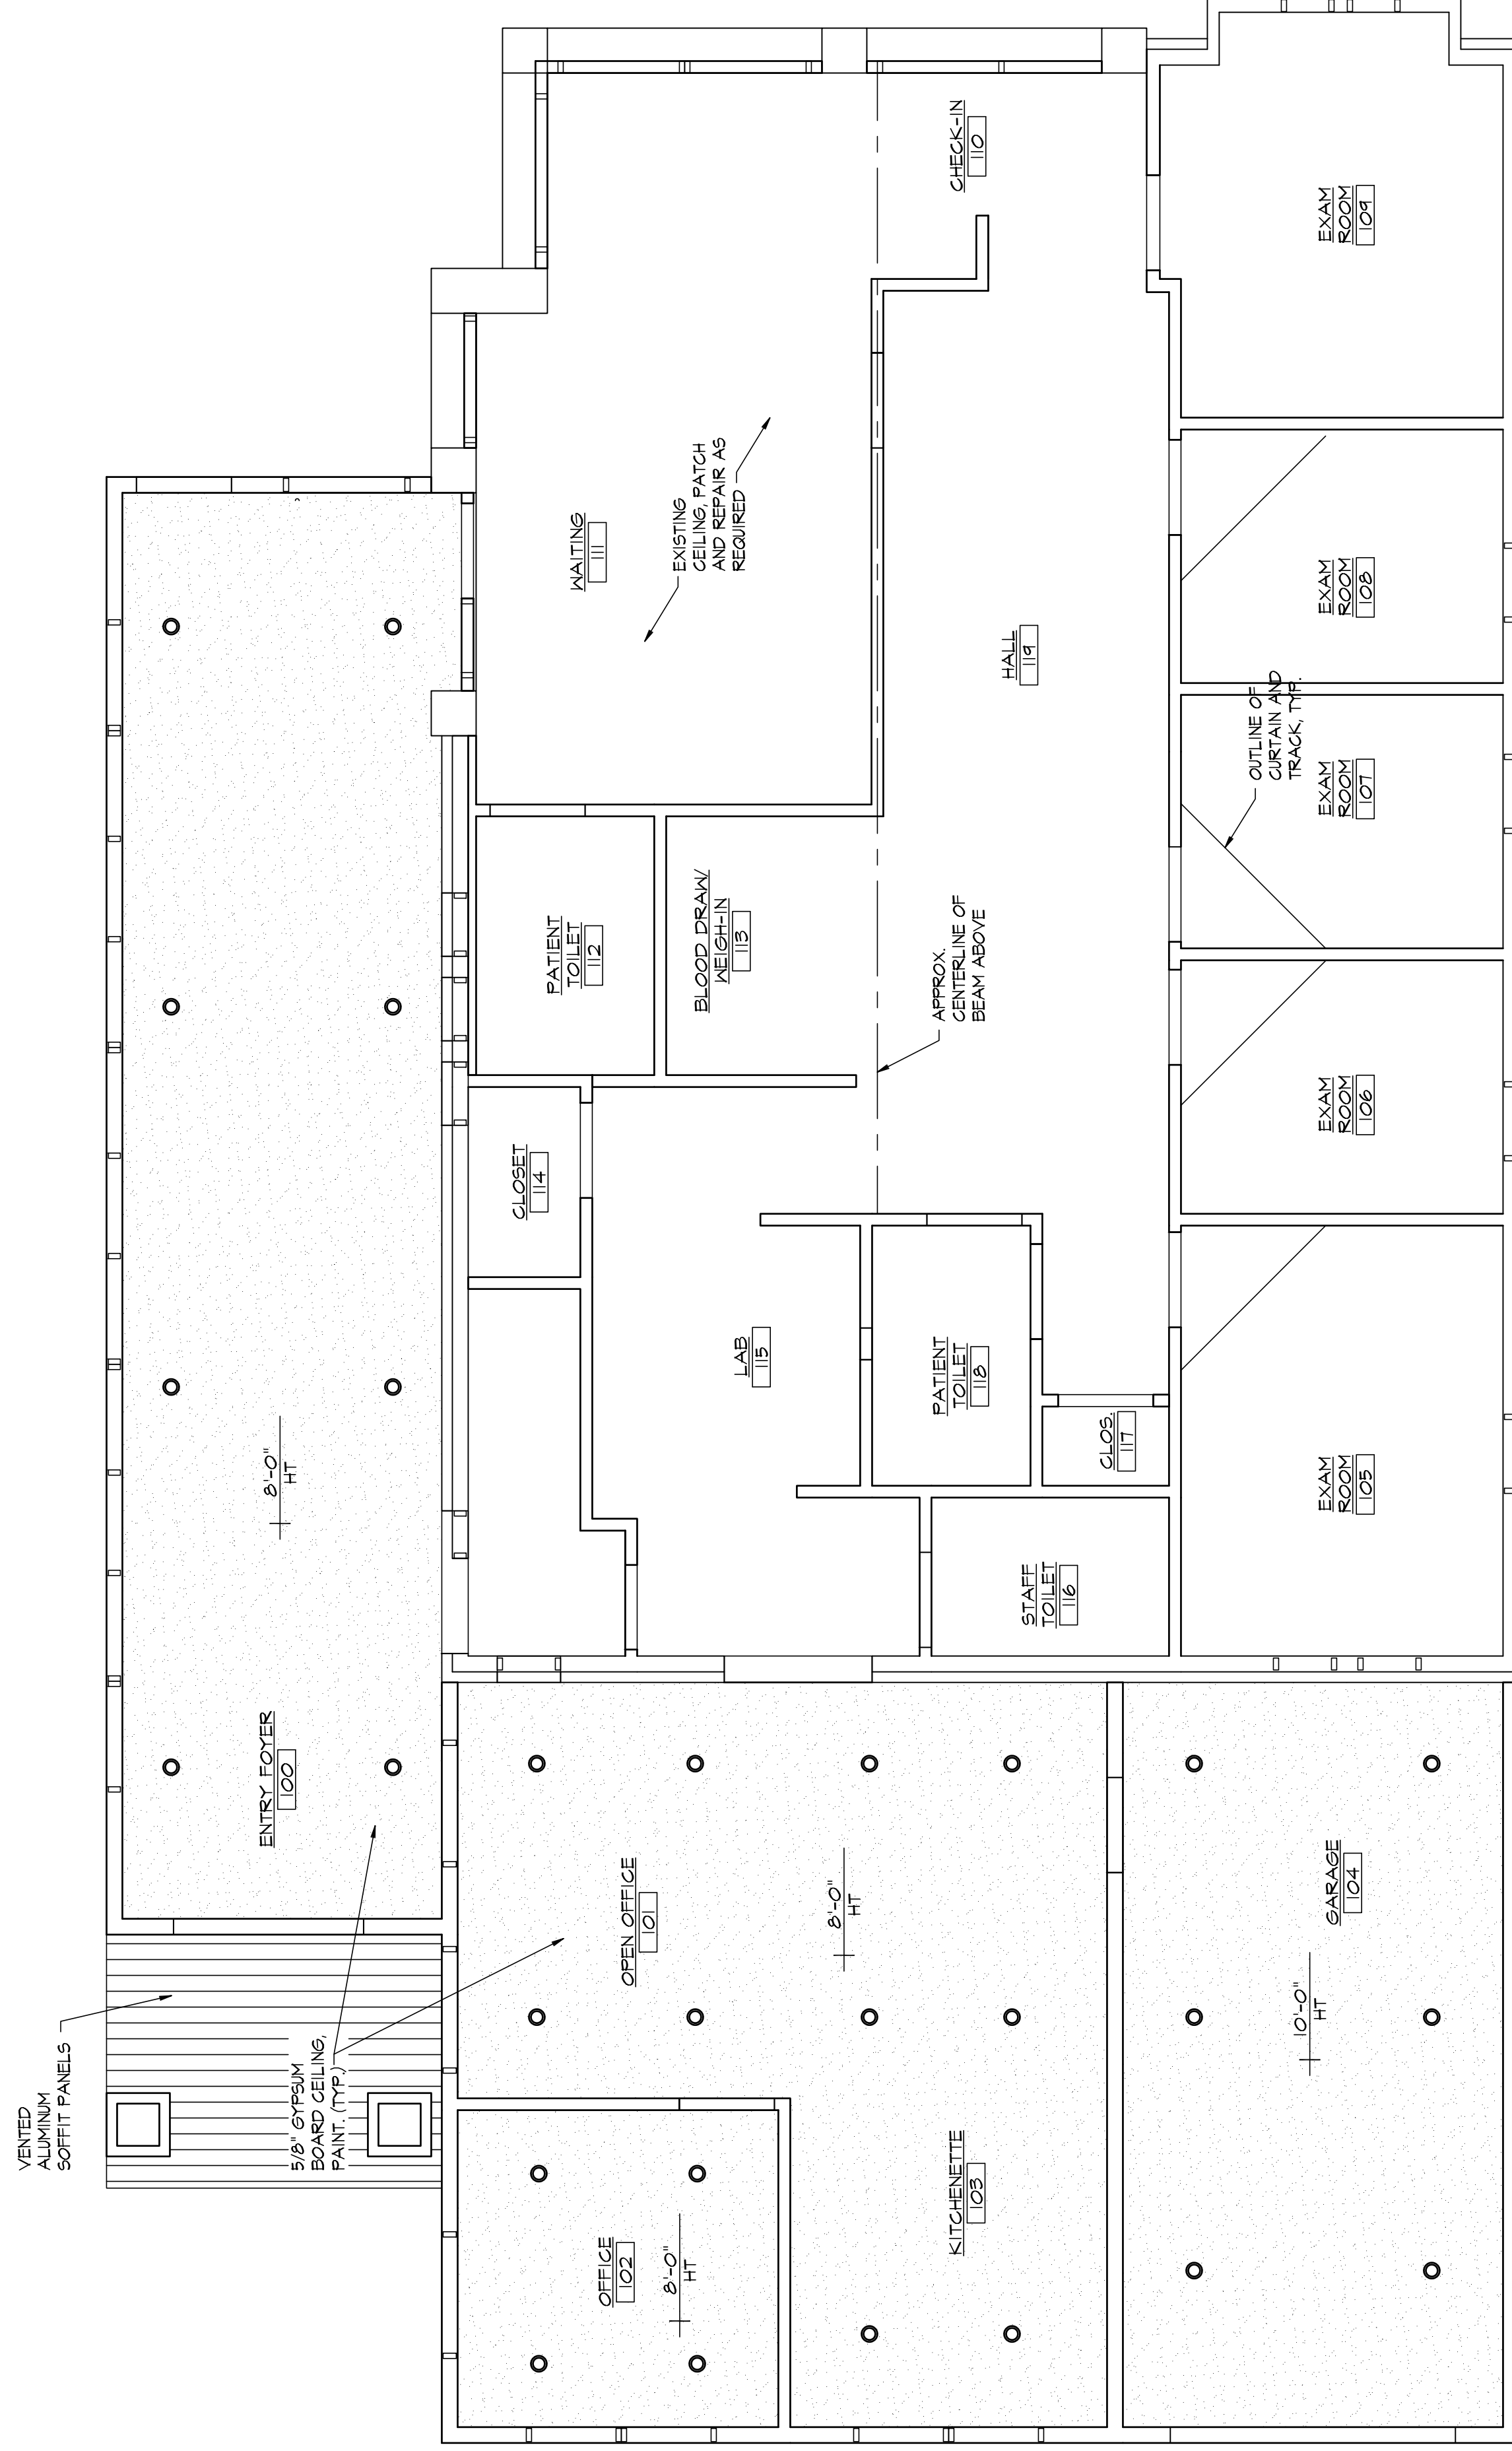 VENTED
ALUMINUM
SOFFIT PANELS
5/8" GYPSUM
BOARD CEILING,
PAINT. (TYP.)
ENTRY FOYER
100
8'-0"
HT
OFFICE
102
8'-0"
HT
OPEN OFFICE
101
8'-0"
HT
KITCHENETTE
103
GARAGE
104
10'-0"
HT
CLOSET
114
LAB
115
STAFF
TOILET
116
PATIENT
TOILET
118
CLOS.
117
PATIENT
TOILET
112
BLOOD DRAW/
WEIGH-IN
113
APPROX.
CENTERLINE OF
BEAM ABOVE
WAITING
111
EXISTING
CEILING, PATCH
AND REPAIR AS
REQUIRED
HALL
119
CHECK-IN
110
OUTLINE OF
CURTAIN AND
TRACK, TYP.
EXAM
ROOM
105
EXAM
ROOM
106
EXAM
ROOM
107
EXAM
ROOM
108
EXAM
ROOM
109